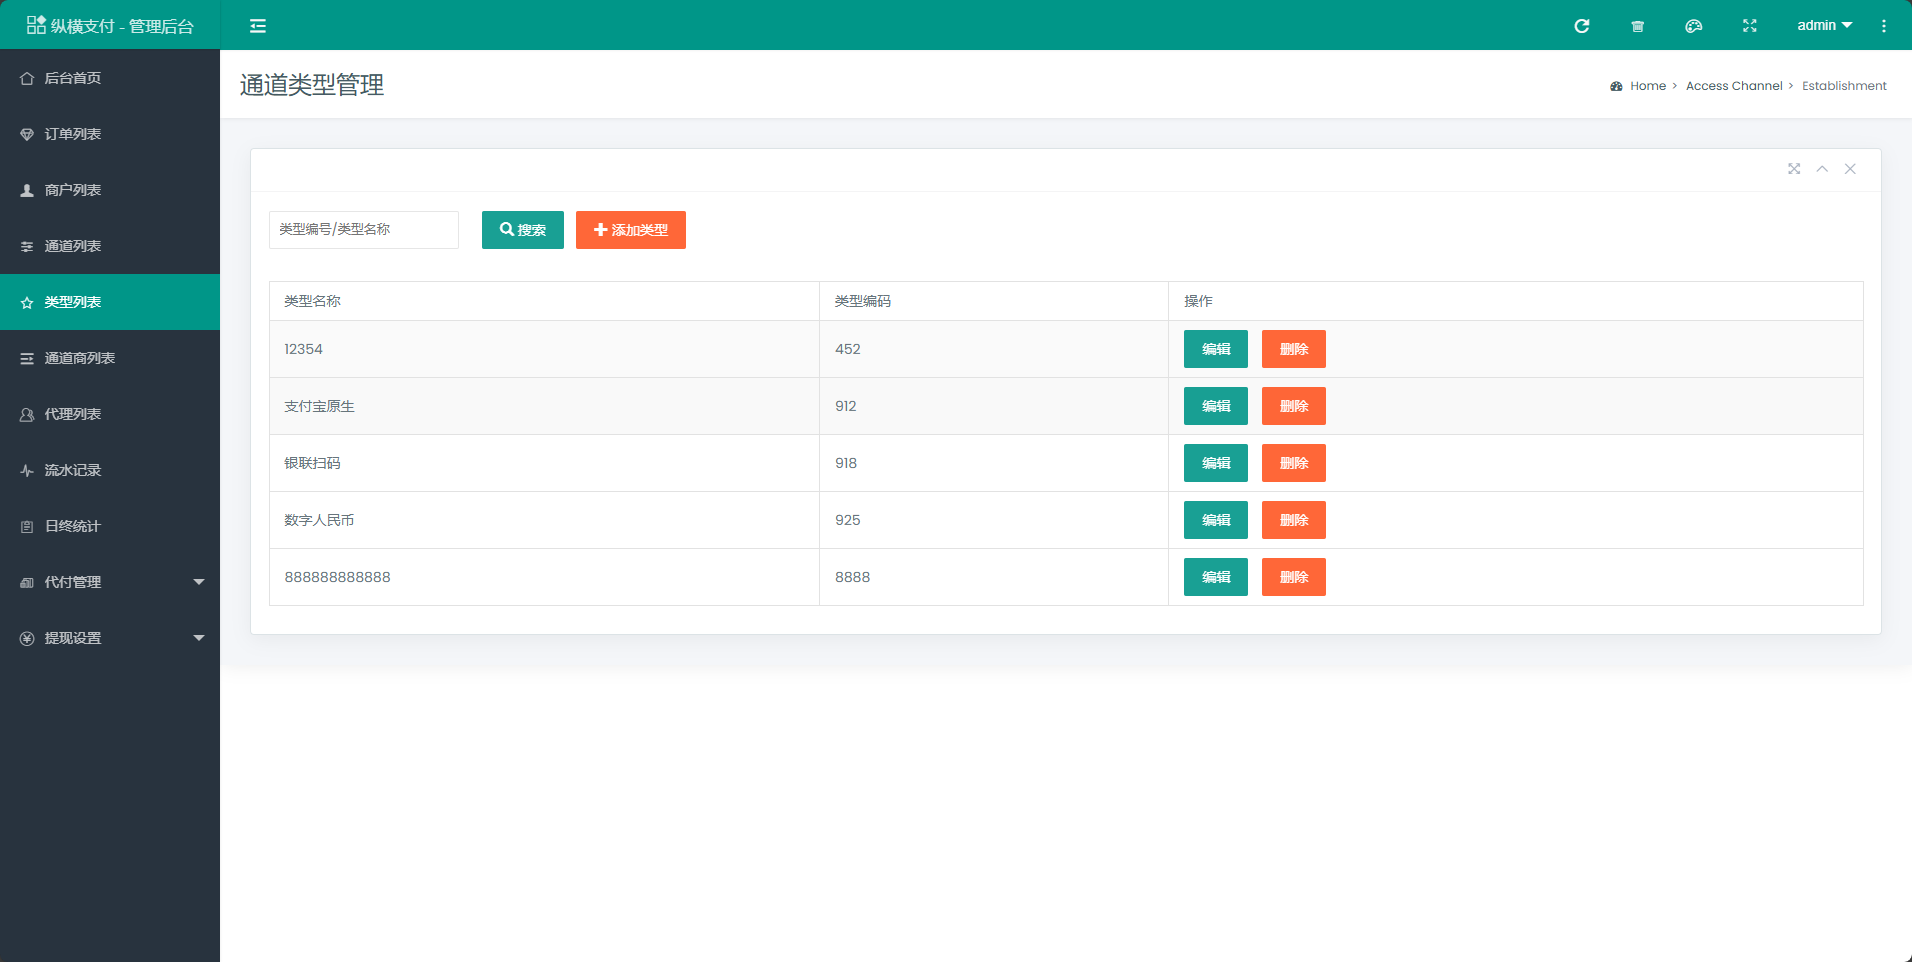 纵横支付 - 管理后台
admin
后台首页
订单列表
商户列表
通道列表
类型列表
通道商列表
代理列表
流水记录
日终统计
代付管理
提现设置
通道类型管理
Home > Access Channel > Establishment
类型编号/类型名称 搜索 添加类型
类型名称 类型编码 操作
12354 452 编辑 删除
支付宝原生 912 编辑 删除
银联扫码 918 编辑 删除
数字人民币 925 编辑 删除
888888888888 8888 编辑 删除